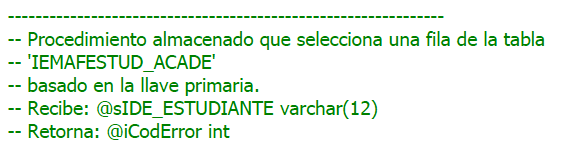 ---------------------------------------------------------------
-- Procedimiento almacenado que selecciona una fila de la tabla
-- 'IEMAFESTUD_ACADE'
-- basado en la llave primaria.
-- Recibe: @sIDE_ESTUDIANTE varchar(12)
-- Retorna: @iCodError int